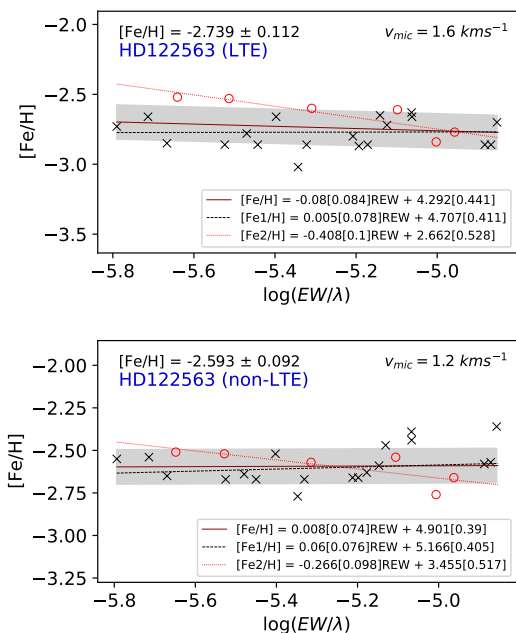 [Fe/H] = -2.739 ± 0.112
v_mic = 1.6 kms⁻¹
HD122563 (LTE)
−2.0
−2.5
−3.0
−3.5
[Fe/H]
[Fe/H] = -0.08[0.084]REW + 4.292[0.441]
[Fe1/H] = 0.005[0.078]REW + 4.707[0.411]
[Fe2/H] = -0.408[0.1]REW + 2.662[0.528]
−5.8 −5.6 −5.4 −5.2 −5.0
log(EW/λ)
[Fe/H] = -2.593 ± 0.092
v_mic = 1.2 kms⁻¹
HD122563 (non-LTE)
−2.00
−2.25
−2.50
−2.75
−3.00
−3.25
[Fe/H]
[Fe/H] = 0.008[0.074]REW + 4.901[0.39]
[Fe1/H] = 0.06[0.076]REW + 5.166[0.405]
[Fe2/H] = -0.266[0.098]REW + 3.455[0.517]
−5.8 −5.6 −5.4 −5.2 −5.0
log(EW/λ)